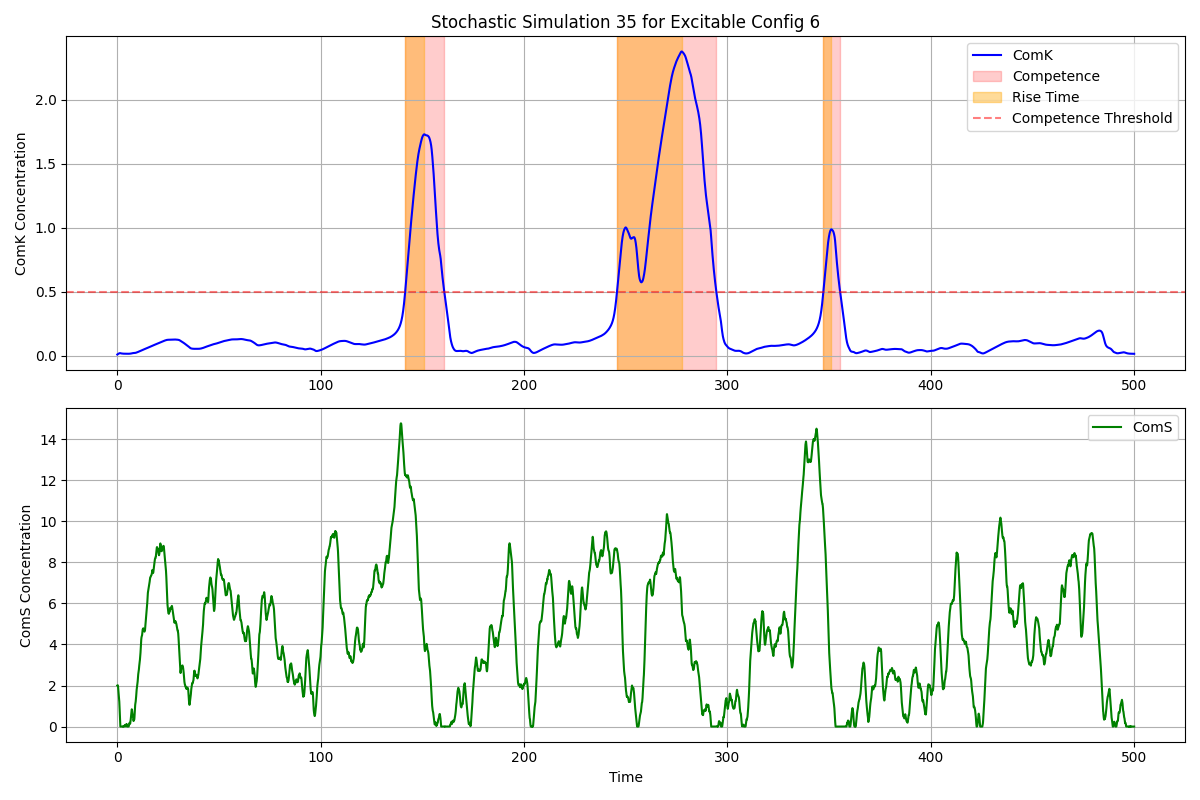 Stochastic Simulation 35 for Excitable Config 6
ComK Concentration
2.0
1.5
1.0
0.5
0.0
ComK
Competence
Rise Time
Competence Threshold
0 100 200 300 400 500
ComS Concentration
14
12
10
8
6
4
2
0
ComS
0 100 200 300 400 500
Time